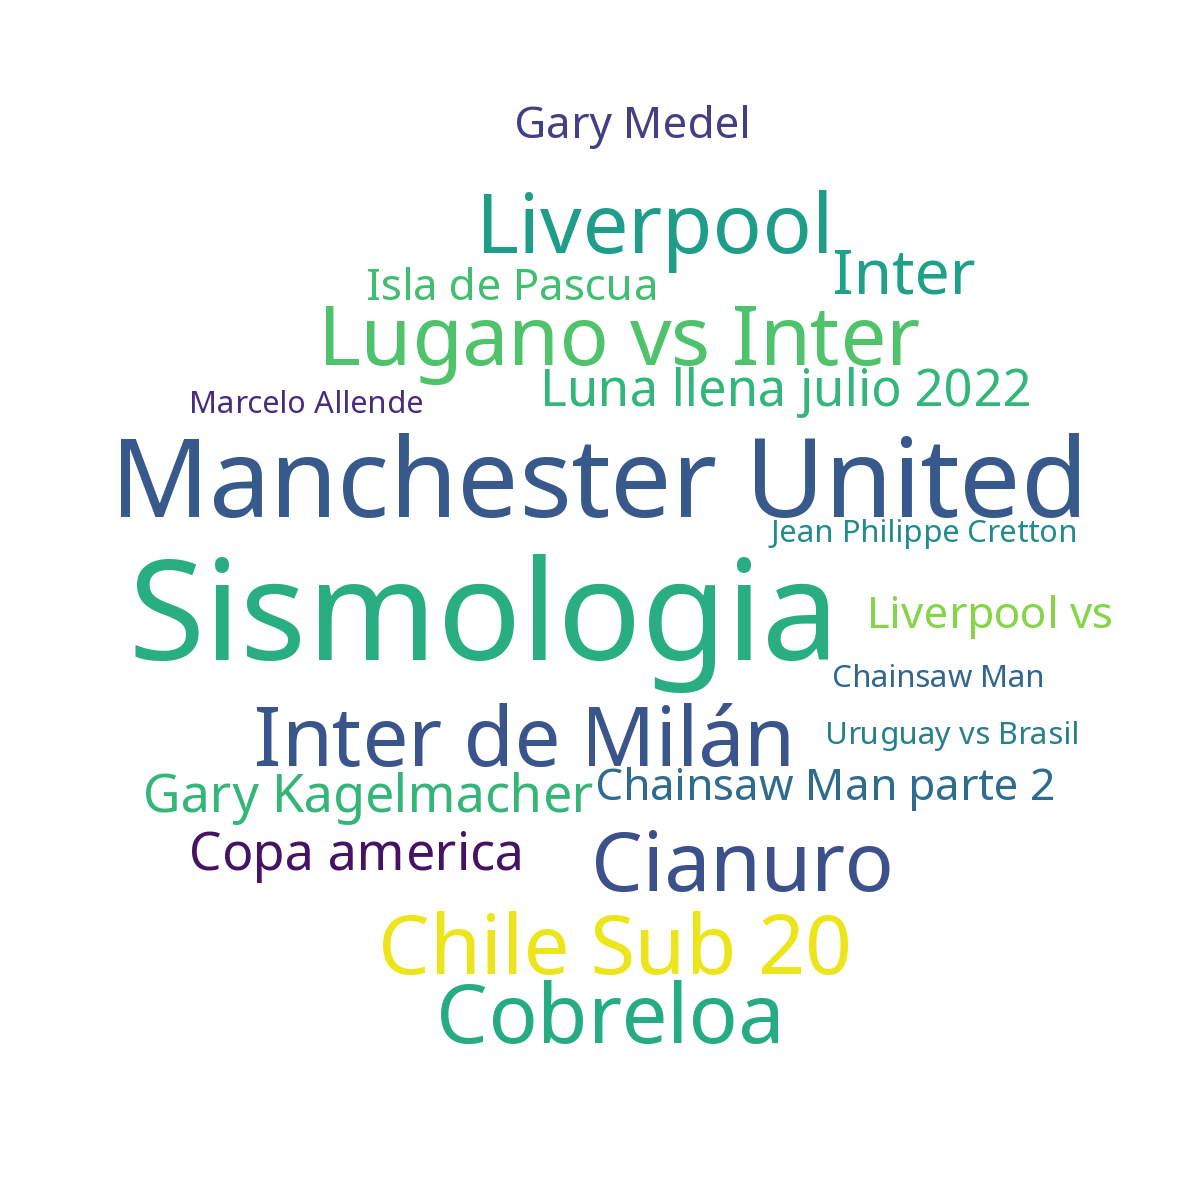 Gary Medel
Liverpool
Inter
Isla de Pascua
Lugano vs Inter
Luna llena julio 2022
Marcelo Allende
Manchester United
Jean Philippe Cretton
Sismologia
Liverpool vs
Chainsaw Man
Inter de Milán
Uruguay vs Brasil
Gary Kagelmacher
Chainsaw Man parte 2
Copa america
Cianuro
Chile Sub 20
Cobreloa